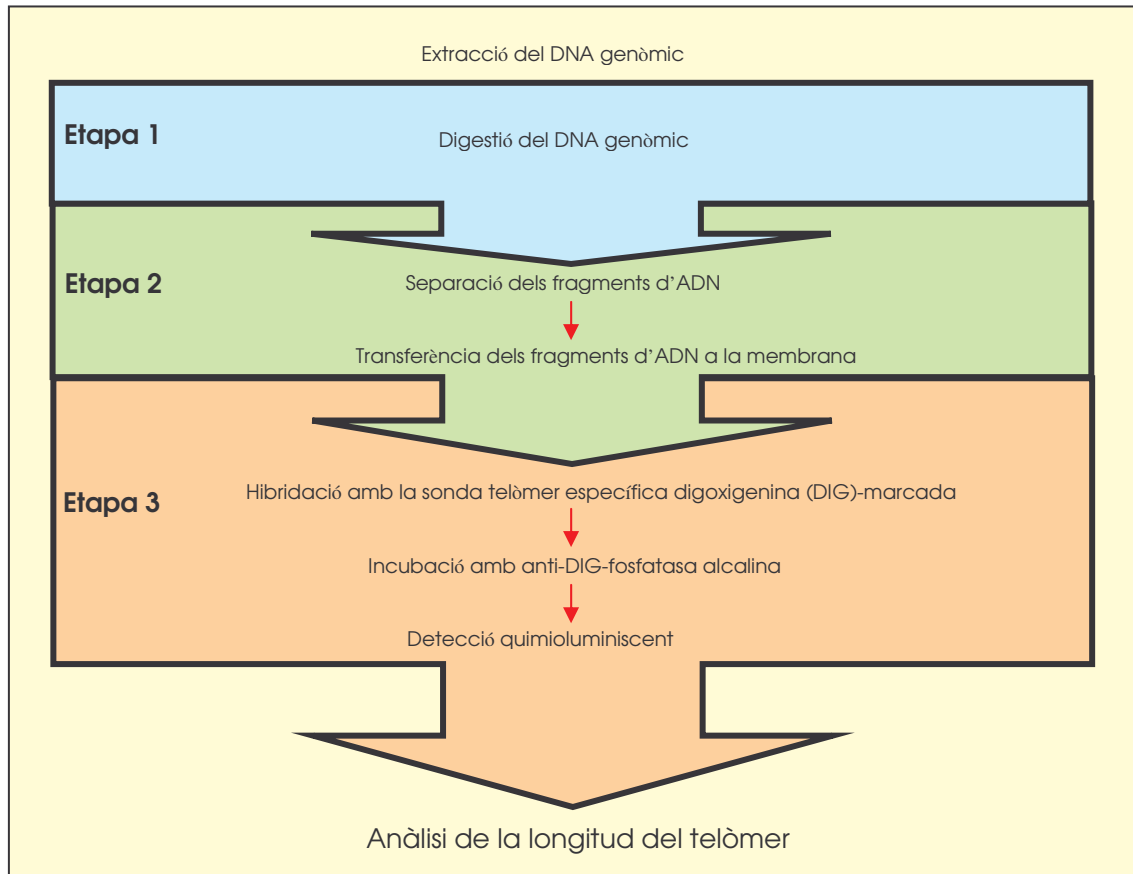 Extracció del DNA genòmic
Etapa 1
Digestió del DNA genòmic
Etapa 2
Separació dels fragments d’ADN
Transferència dels fragments d’ADN a la membrana
Etapa 3
Hibridació amb la sonda telòmer específica digoxigenina (DIG)-marcada
Incubació amb anti-DIG-fosfatasa alcalina
Detecció quimioluminiscent
Anàlisi de la longitud del telòmer